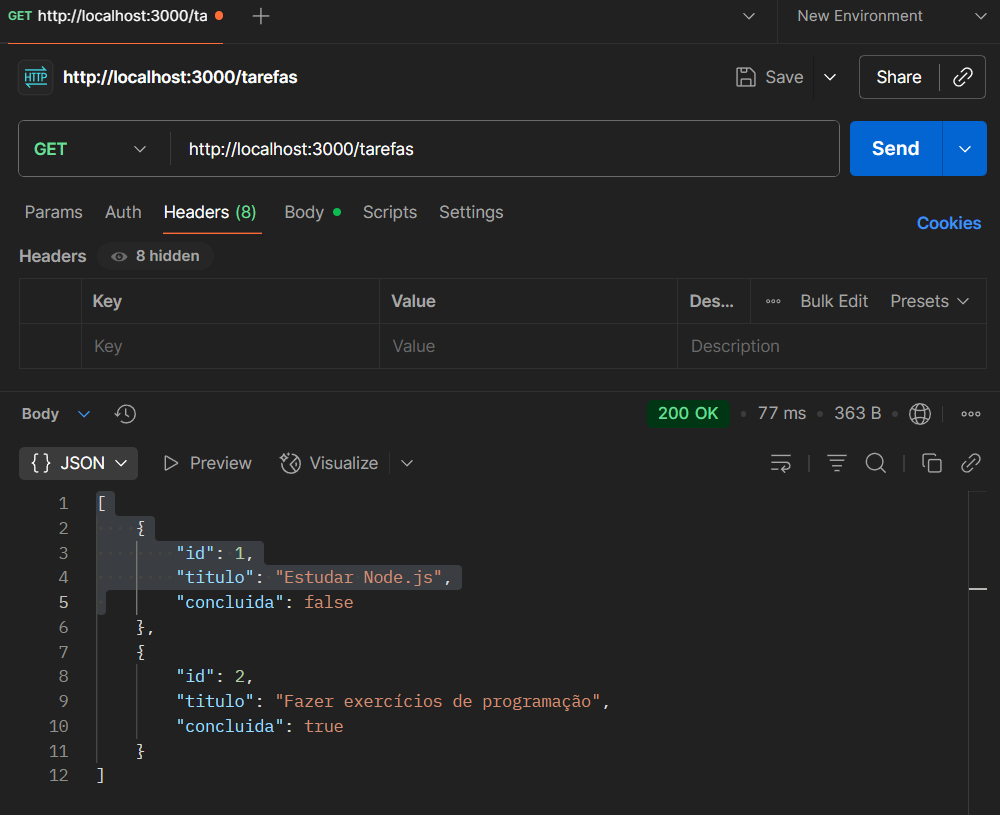 GET http://localhost:3000/ta
New Environment
HTTP http://localhost:3000/tarefas
Save
Share
GET
http://localhost:3000/tarefas
Send
Params Auth Headers (8) Body Scripts Settings
Cookies
Headers 8 hidden
Key Value Des... Bulk Edit Presets
Key Value Description
Body
200 OK 77 ms 363 B
{} JSON Preview Visualize
1 [
2 {
3 "id": 1,
4 "titulo": "Estudar Node.js",
5 "concluida": false
6 },
7 {
8 "id": 2,
9 "titulo": "Fazer exercícios de programação",
10 "concluida": true
11 }
12 ]